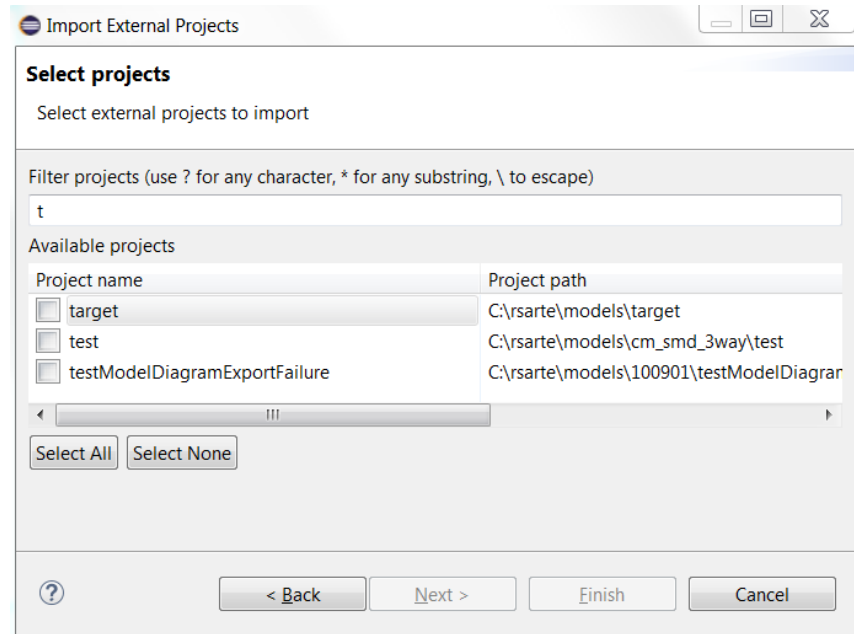 Import External Projects
Select projects
Select external projects to import
Filter projects (use ? for any character, * for any substring, \ to escape)
t
Available projects
Project name Project path
target C:\rsarte\models\target
test C:\rsarte\models\cm_smd_3way\test
testModelDiagramExportFailure C:\rsarte\models\100901\testModelDiagram
Select All Select None
< Back Next > Finish Cancel